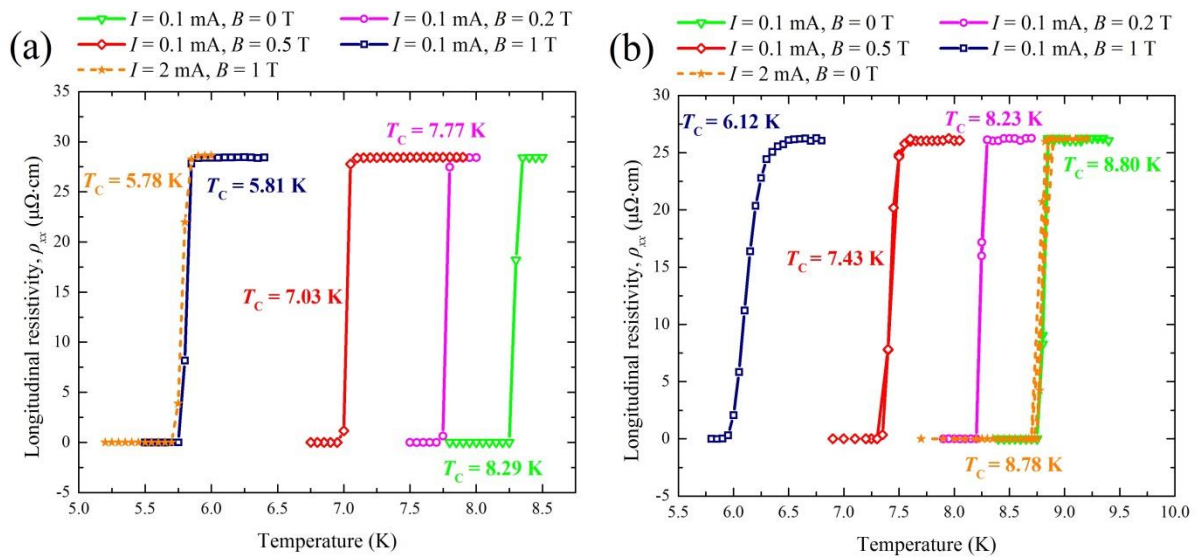 (a)
I = 0.1 mA, B = 0 T
I = 0.1 mA, B = 0.2 T
I = 0.1 mA, B = 0.5 T
I = 0.1 mA, B = 1 T
I = 2 mA, B = 1 T
Longitudinal resistivity, ρxx (μΩ·cm)
35
30
25
20
15
10
5
0
-5
TC = 7.77 K
TC = 5.78 K
TC = 5.81 K
TC = 7.03 K
TC = 8.29 K
5.0 5.5 6.0 6.5 7.0 7.5 8.0 8.5
Temperature (K)
(b)
I = 0.1 mA, B = 0 T
I = 0.1 mA, B = 0.2 T
I = 0.1 mA, B = 0.5 T
I = 0.1 mA, B = 1 T
I = 2 mA, B = 0 T
Longitudinal resistivity, ρxx (μΩ·cm)
30
25
20
15
10
5
0
-5
TC = 6.12 K
TC = 8.23 K
TC = 8.80 K
TC = 7.43 K
TC = 8.78 K
5.5 6.0 6.5 7.0 7.5 8.0 8.5 9.0 9.5 10.0
Temperature (K)